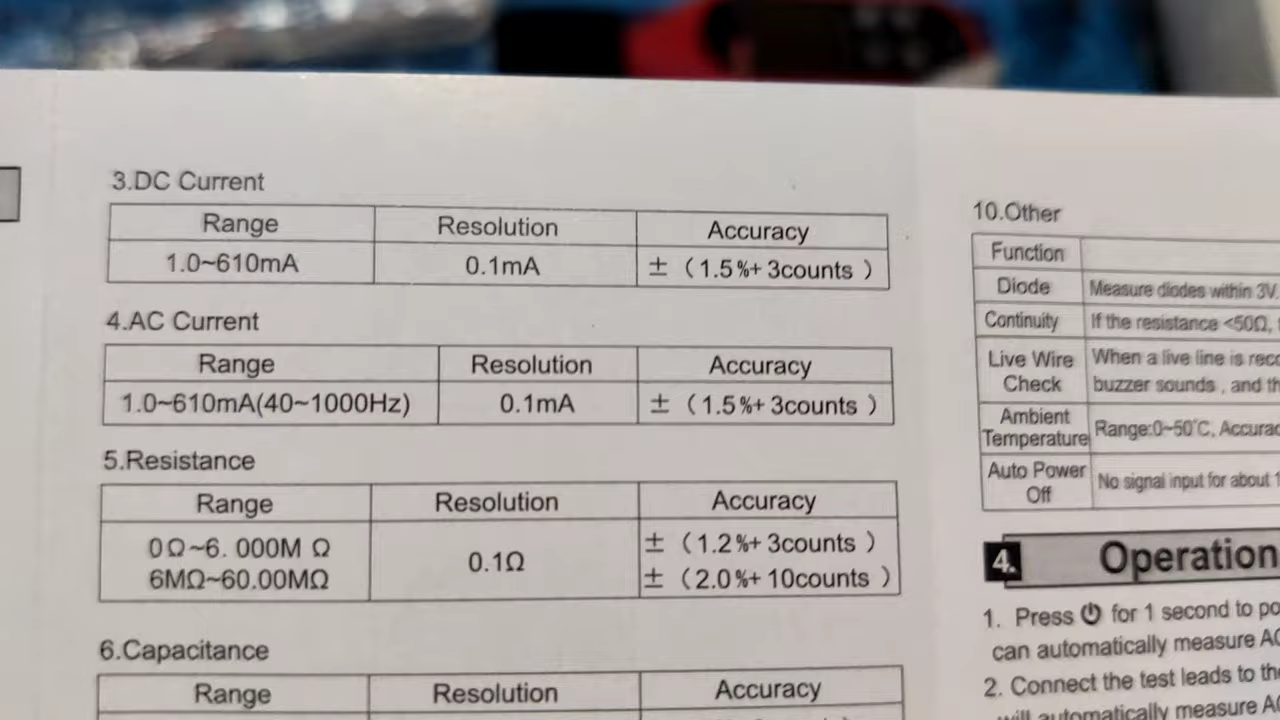 3.DC Current
Range Resolution Accuracy
1.0~610mA 0.1mA ± (1.5%+ 3counts )
4.AC Current
Range Resolution Accuracy
1.0~610mA(40~1000Hz) 0.1mA ± (1.5%+ 3counts )
5.Resistance
Range Resolution Accuracy
0Ω~6. 000M Ω 0.1Ω ± (1.2%+ 3counts )
6MΩ~60.00MΩ ± (2.0%+ 10counts )
6.Capacitance
Range Resolution Accuracy
10.Other
Function
Diode Measure diodes within 3V
Continuity If the resistance <50Ω,
Live Wire Check When a live line is
buzzer sounds , and
Ambient Temperature Range:0~50°C,
Auto Power Off No signal input for about
4. Operation
1. Press ⏻ for 1 second to
can automatically measure
2. Connect the test leads to
will automatically measure